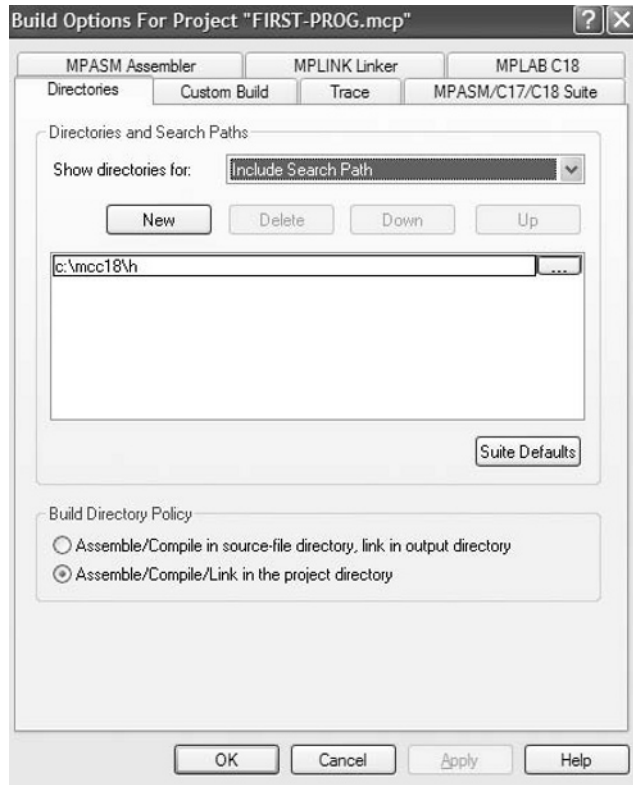 Build Options For Project "FIRST-PROG.mcp"
MPASM Assembler MPLINK Linker MPLAB C18
Directories Custom Build Trace MPASM/C17/C18 Suite
Directories and Search Paths
Show directories for: Include Search Path
New Delete Down Up
c:\mcc18\h ...
Suite Defaults
Build Directory Policy
Assemble/Compile in source-file directory, link in output directory
Assemble/Compile/Link in the project directory
OK Cancel Apply Help